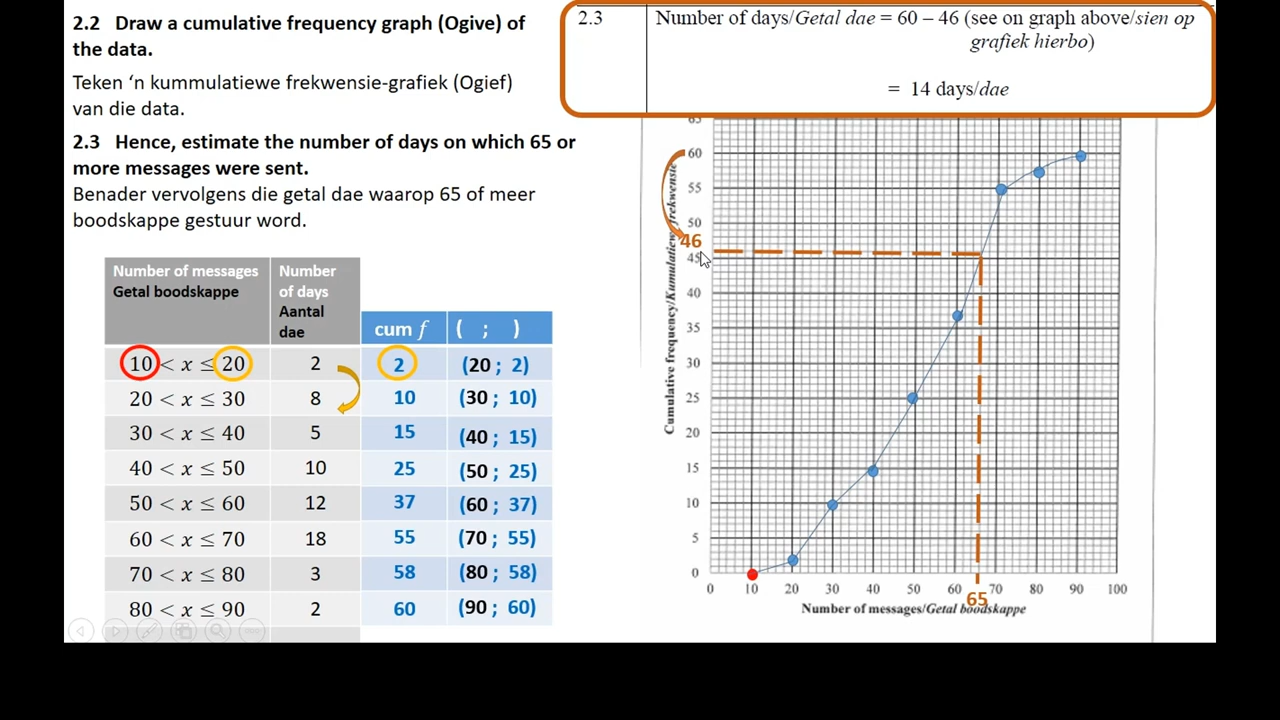 2.2 Draw a cumulative frequency graph (Ogive) of
the data.
Teken ‘n kummulatiewe frekwensie-grafiek (Ogief)
van die data.
2.3 Hence, estimate the number of days on which 65 or
more messages were sent.
Benader vervolgens die getal dae waarop 65 of meer
boodskappe gestuur word.
2.3 Number of days/Getal dae = 60 – 46 (see on graph above/sien op
grafiek hierbo)
= 14 days/dae
Number of messages
Getal boodskappe
Number
of days
Aantal
dae
cum f
( ; )
10 < x ≤ 20 2 2 (20 ; 2)
20 < x ≤ 30 8 10 (30 ; 10)
30 < x ≤ 40 5 15 (40 ; 15)
40 < x ≤ 50 10 25 (50 ; 25)
50 < x ≤ 60 12 37 (60 ; 37)
60 < x ≤ 70 18 55 (70 ; 55)
70 < x ≤ 80 3 58 (80 ; 58)
80 < x ≤ 90 2 60 (90 ; 60)
Cumulative frequency/Kumulatiewe frekwensie
65
60
55
50
46
45
40
35
30
25
20
15
10
5
0
0 10 20 30 40 50 60 70 80 90 100
65
Number of messages/Getal boodskappe